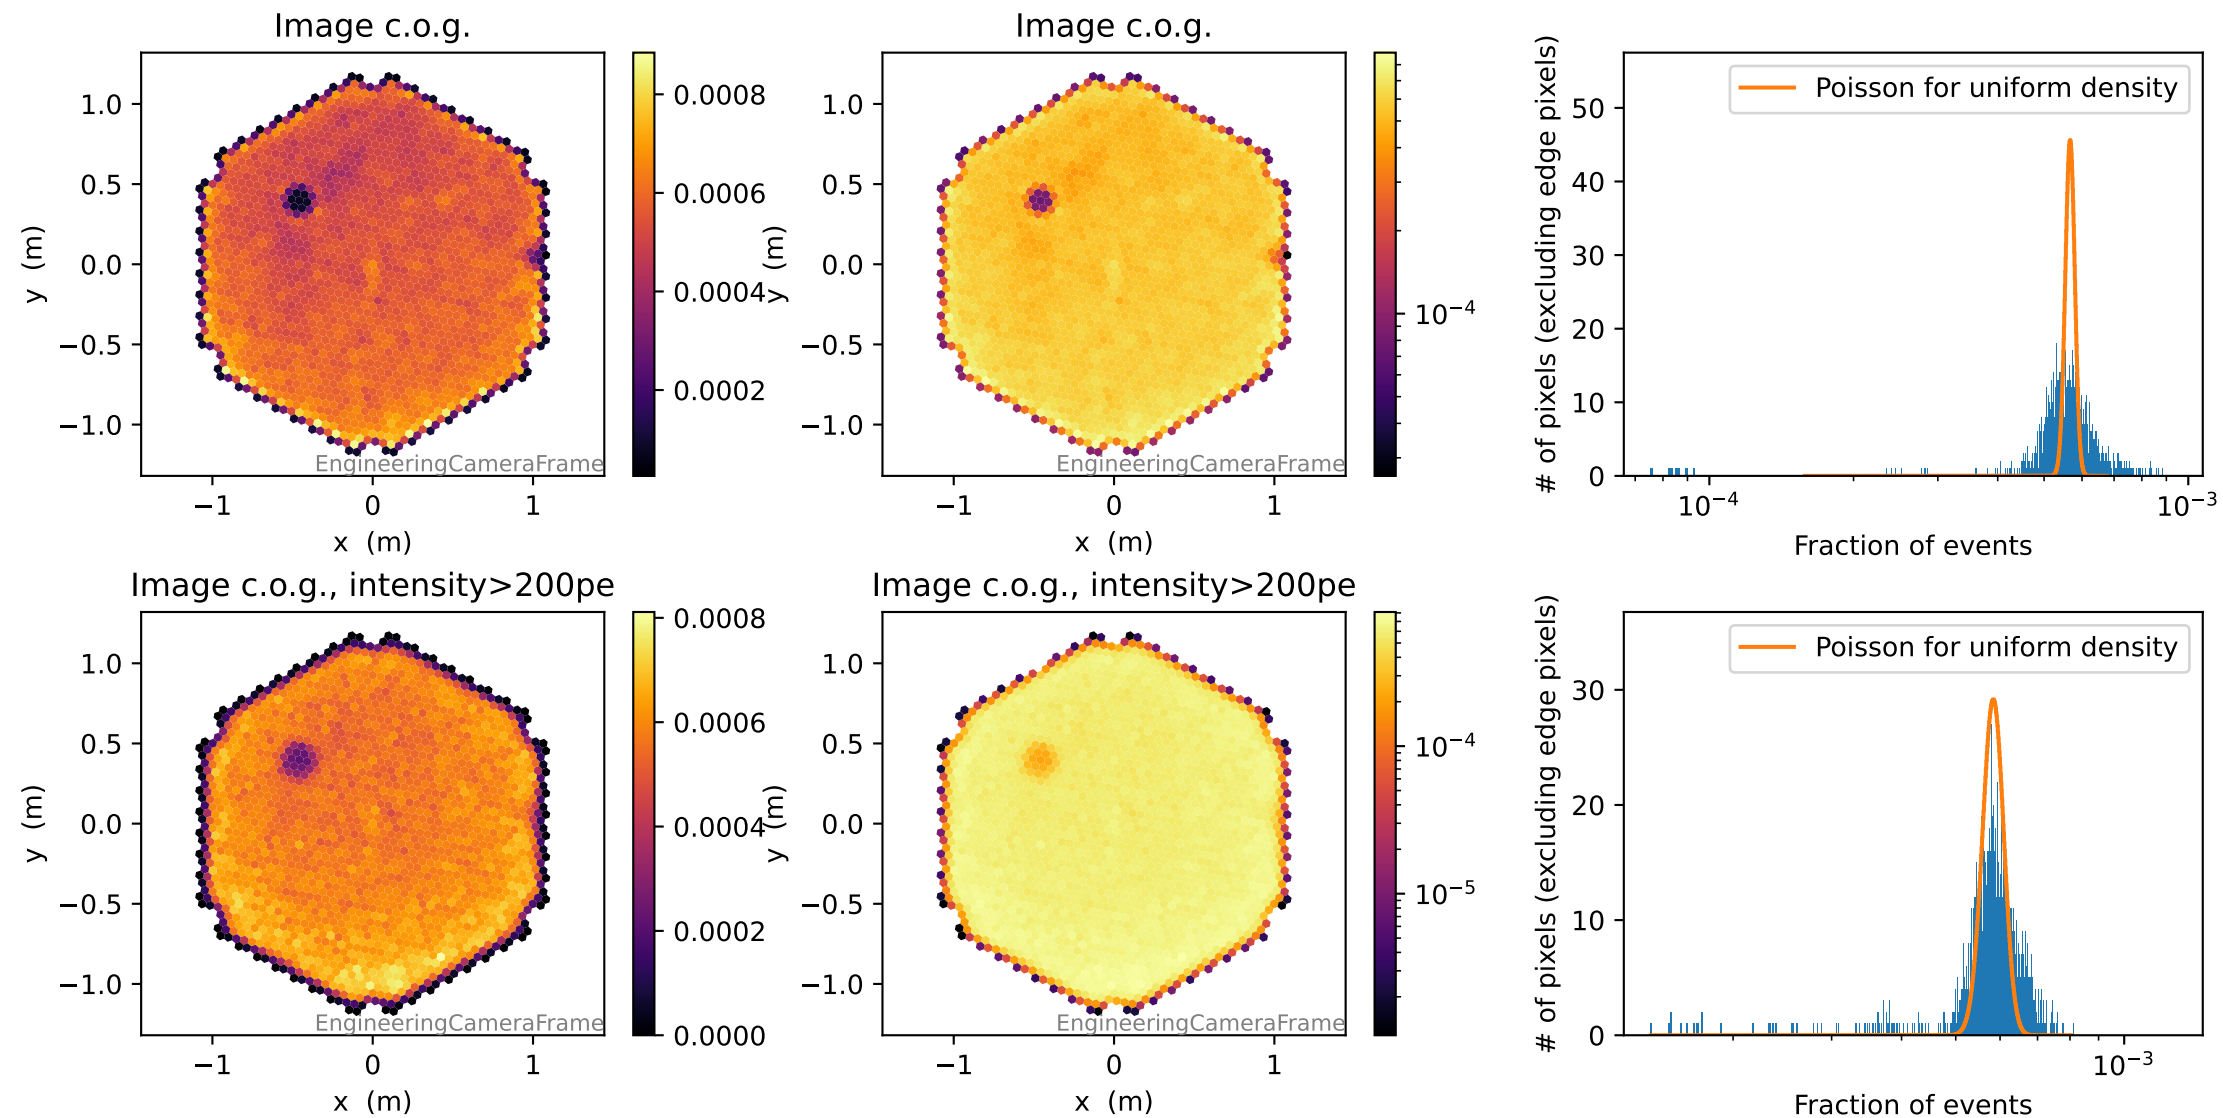 Image c.o.g.
1.0
0.5
0.0
−0.5
−1.0
y (m)
−1
0
1
x (m)
EngineeringCameraFrame
0.0008
0.0006
0.0004
0.0002
Image c.o.g.
1.0
0.5
0.0
−0.5
−1.0
y (m)
−1
0
1
x (m)
EngineeringCameraFrame
10⁻⁴
Poisson for uniform density
# of pixels (excluding edge pixels)
50
40
30
20
10
0
10⁻⁴
10⁻³
Fraction of events
Image c.o.g., intensity>200pe
1.0
0.5
0.0
−0.5
−1.0
y (m)
−1
0
1
x (m)
EngineeringCameraFrame
0.0008
0.0006
0.0004
0.0002
0.0000
Image c.o.g., intensity>200pe
1.0
0.5
0.0
−0.5
−1.0
y (m)
−1
0
1
x (m)
EngineeringCameraFrame
10⁻⁴
10⁻⁵
Poisson for uniform density
# of pixels (excluding edge pixels)
30
20
10
0
10⁻³
Fraction of events